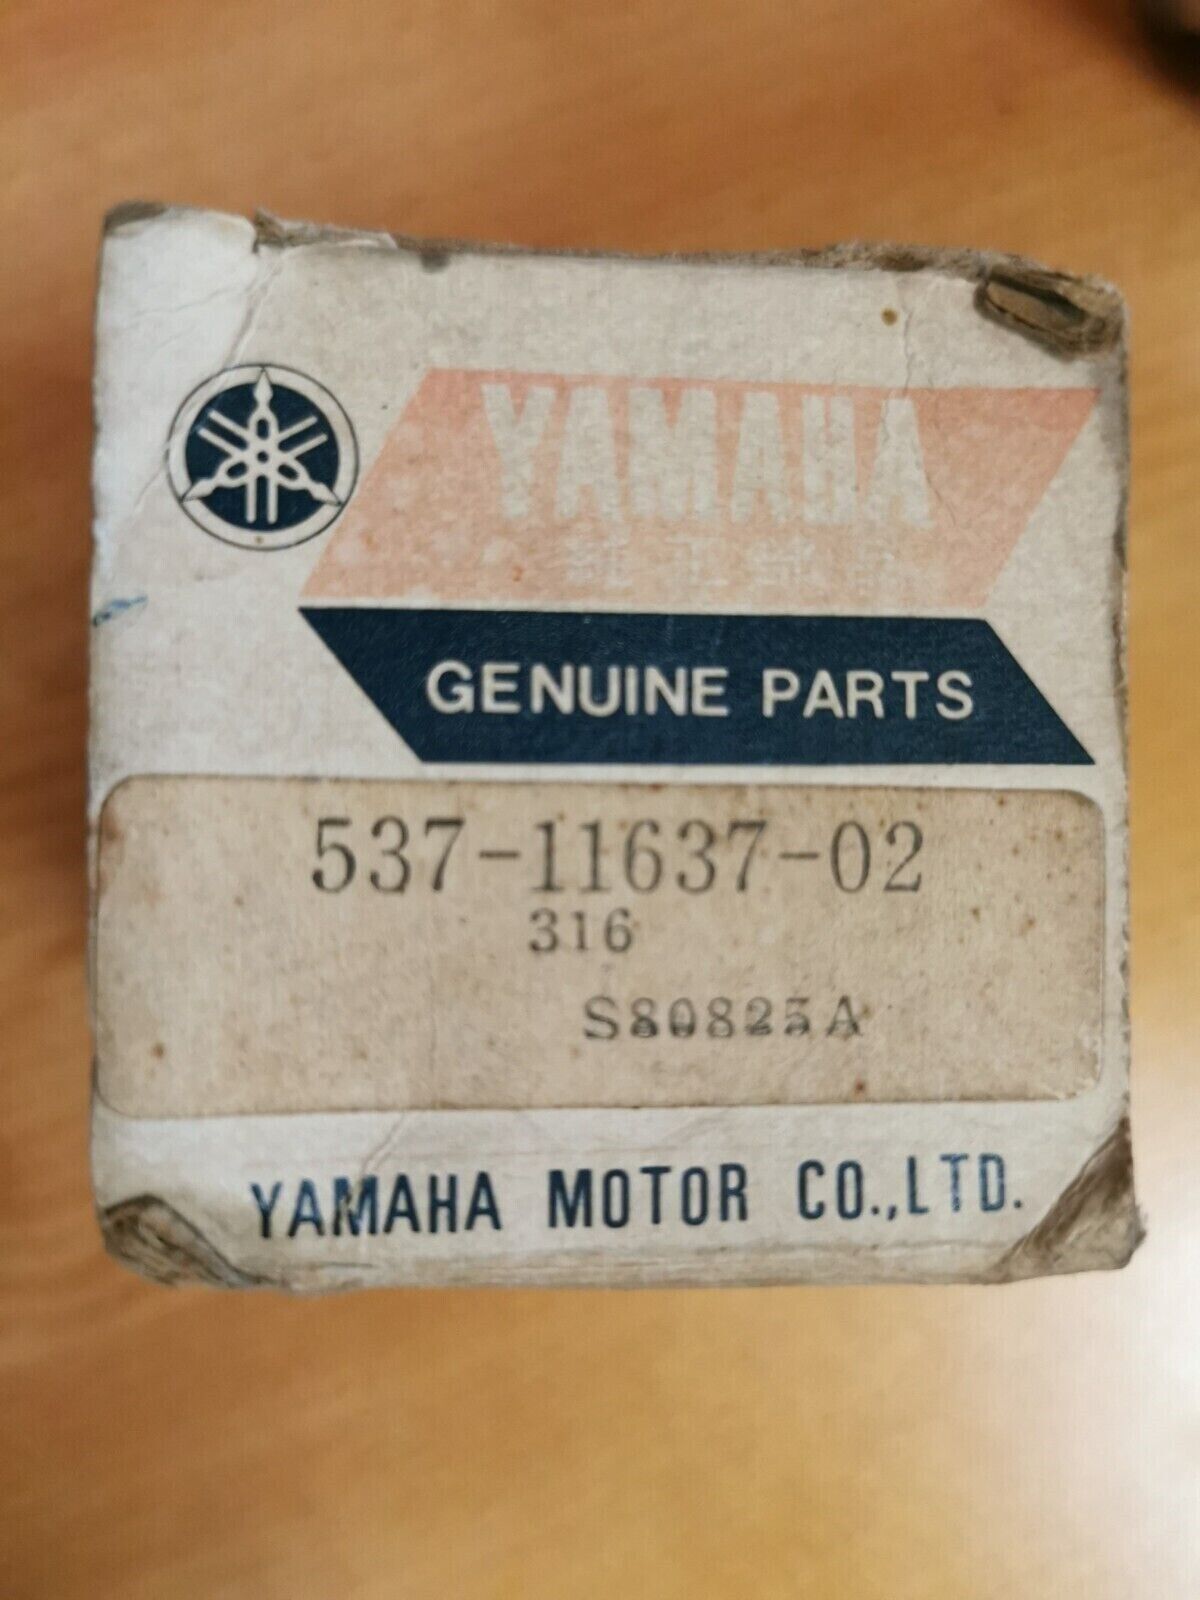 YAMAHA
GENUINE PARTS
537-11637-02
316
S80825A
YAMAHA MOTOR CO.,LTD.